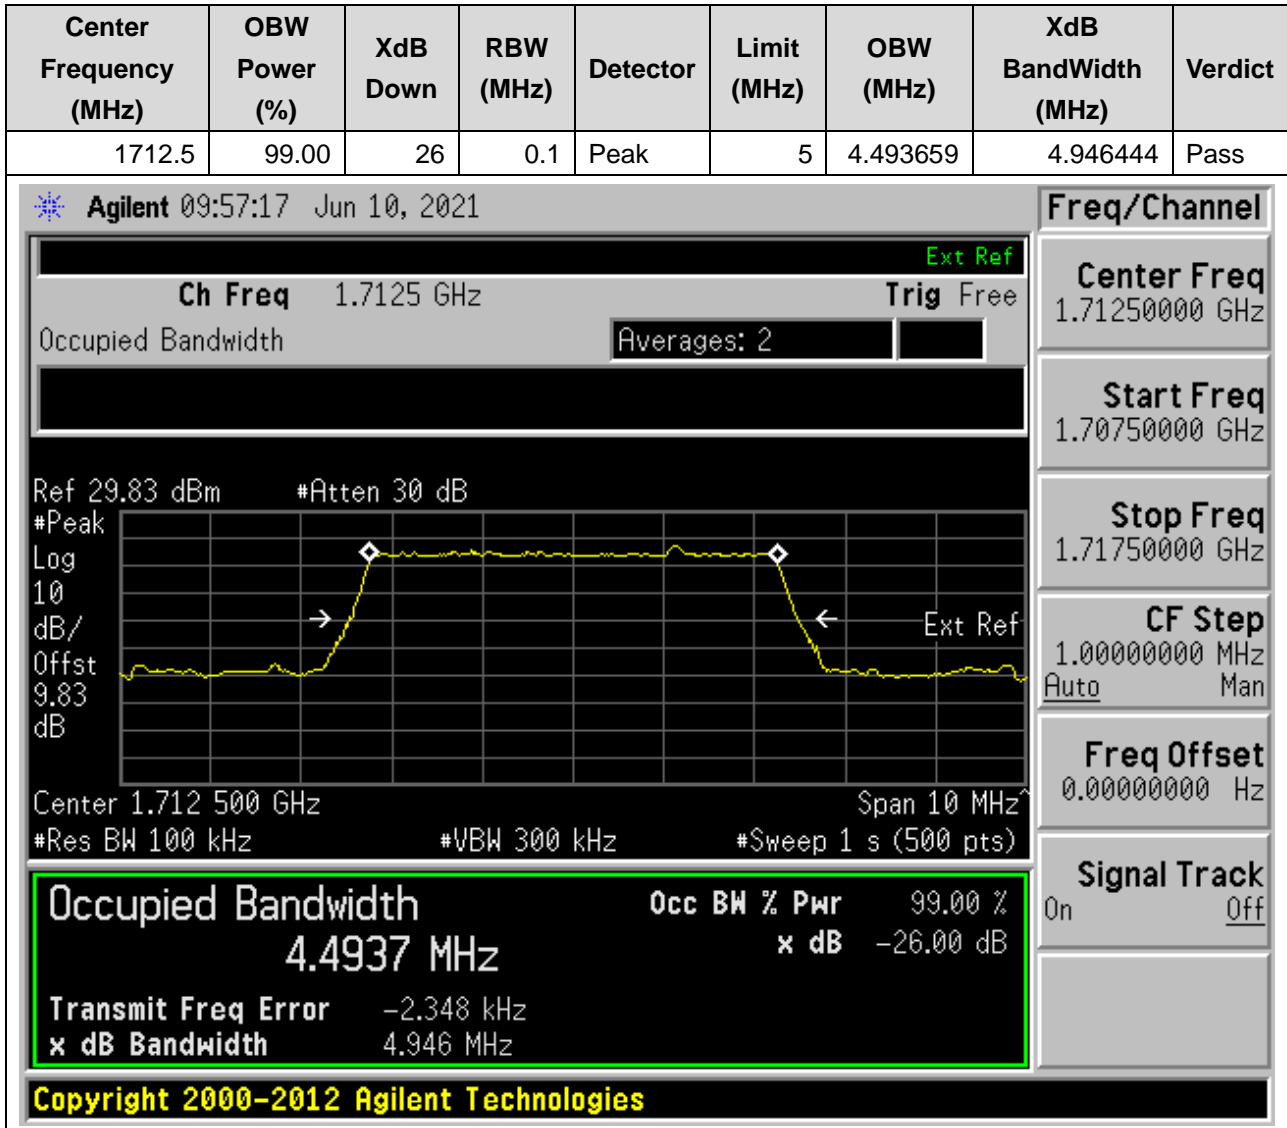 Center Frequency (MHz) OBW Power (%) XdB Down RBW (MHz) Detector Limit (MHz) OBW (MHz) XdB BandWidth (MHz) Verdict
1712.5 99.00 26 0.1 Peak 5 4.493659 4.946444 Pass
Agilent 09:57:17 Jun 10, 2021
Freq/Channel
Ext Ref
Ch Freq 1.7125 GHz Trig Free
Occupied Bandwidth Averages: 2
Center Freq
1.71250000 GHz
Start Freq
1.70750000 GHz
Stop Freq
1.71750000 GHz
CF Step
1.00000000 MHz
Auto Man
Freq Offset
0.00000000 Hz
Signal Track
On Off
Ref 29.83 dBm #Atten 30 dB
#Peak
Log
10
dB/
Offst
9.83
dB
Ext Ref
Center 1.712 500 GHz Span 10 MHz^
#Res BW 100 kHz #VBW 300 kHz #Sweep 1 s (500 pts)
Occupied Bandwidth
4.4937 MHz
Occ BW % Pwr 99.00 %
x dB -26.00 dB
Transmit Freq Error -2.348 kHz
x dB Bandwidth 4.946 MHz
Copyright 2000-2012 Agilent Technologies